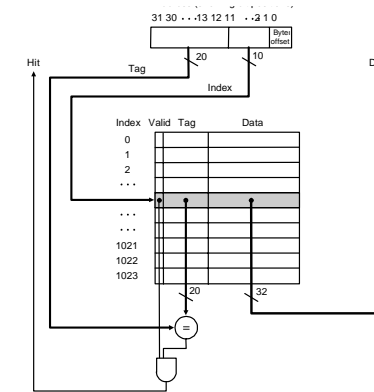 31 30 ··· 13 12 11 ··· 2 1 0
Byte
offset
Hit
20
10
Tag
Index
D
Index Valid Tag Data
0
1
2
···
···
···
1021
1022
1023
20
32
=